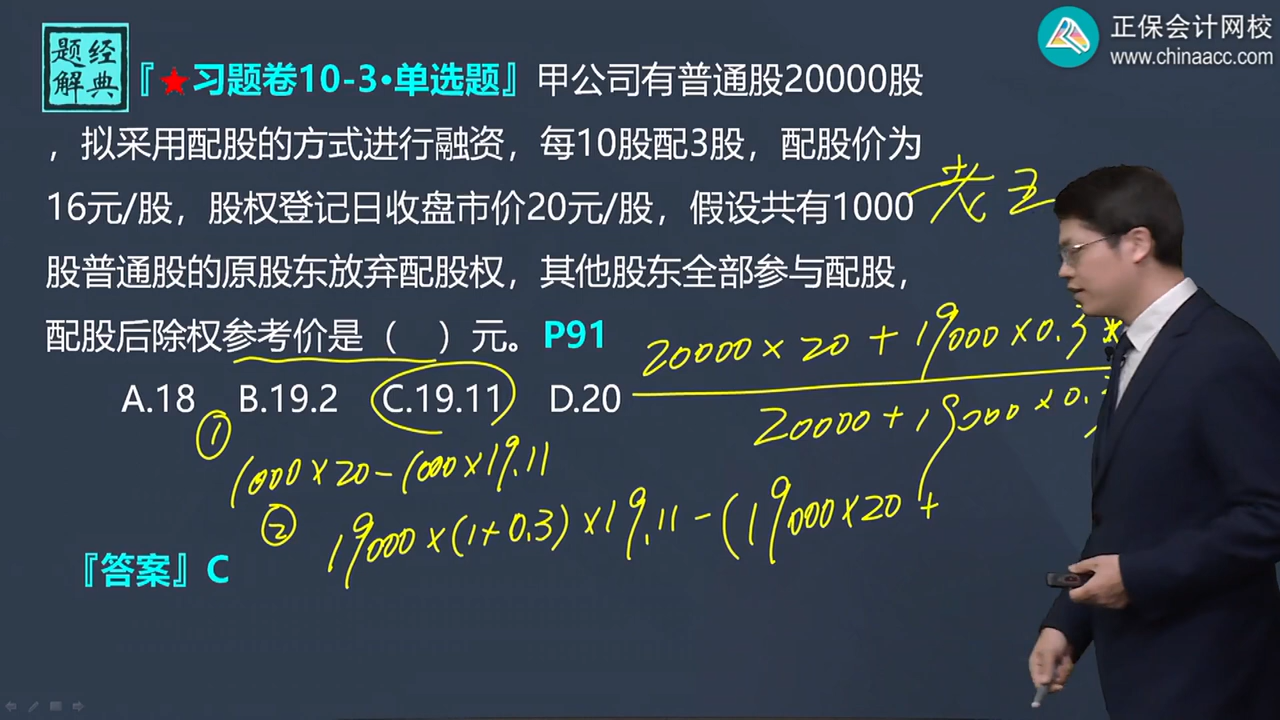 正保会计网校
www.chinaacc.com
经典题解
『★习题卷10-3•单选题』甲公司有普通股20000股
，拟采用配股的方式进行融资，每10股配3股，配股价为
16元/股，股权登记日收盘市价20元/股，假设共有1000
股普通股的原股东放弃配股权，其他股东全部参与配股，
配股后除权参考价是（ ）元。P91
老王
20000×20+19000×0.3*
20000+19000×0.
A.18 B.19.2 C.19.11 D.20
① 1000×20-1000×19.11
② 19000×(1+0.3)×19.11-(19000×20+
『答案』C